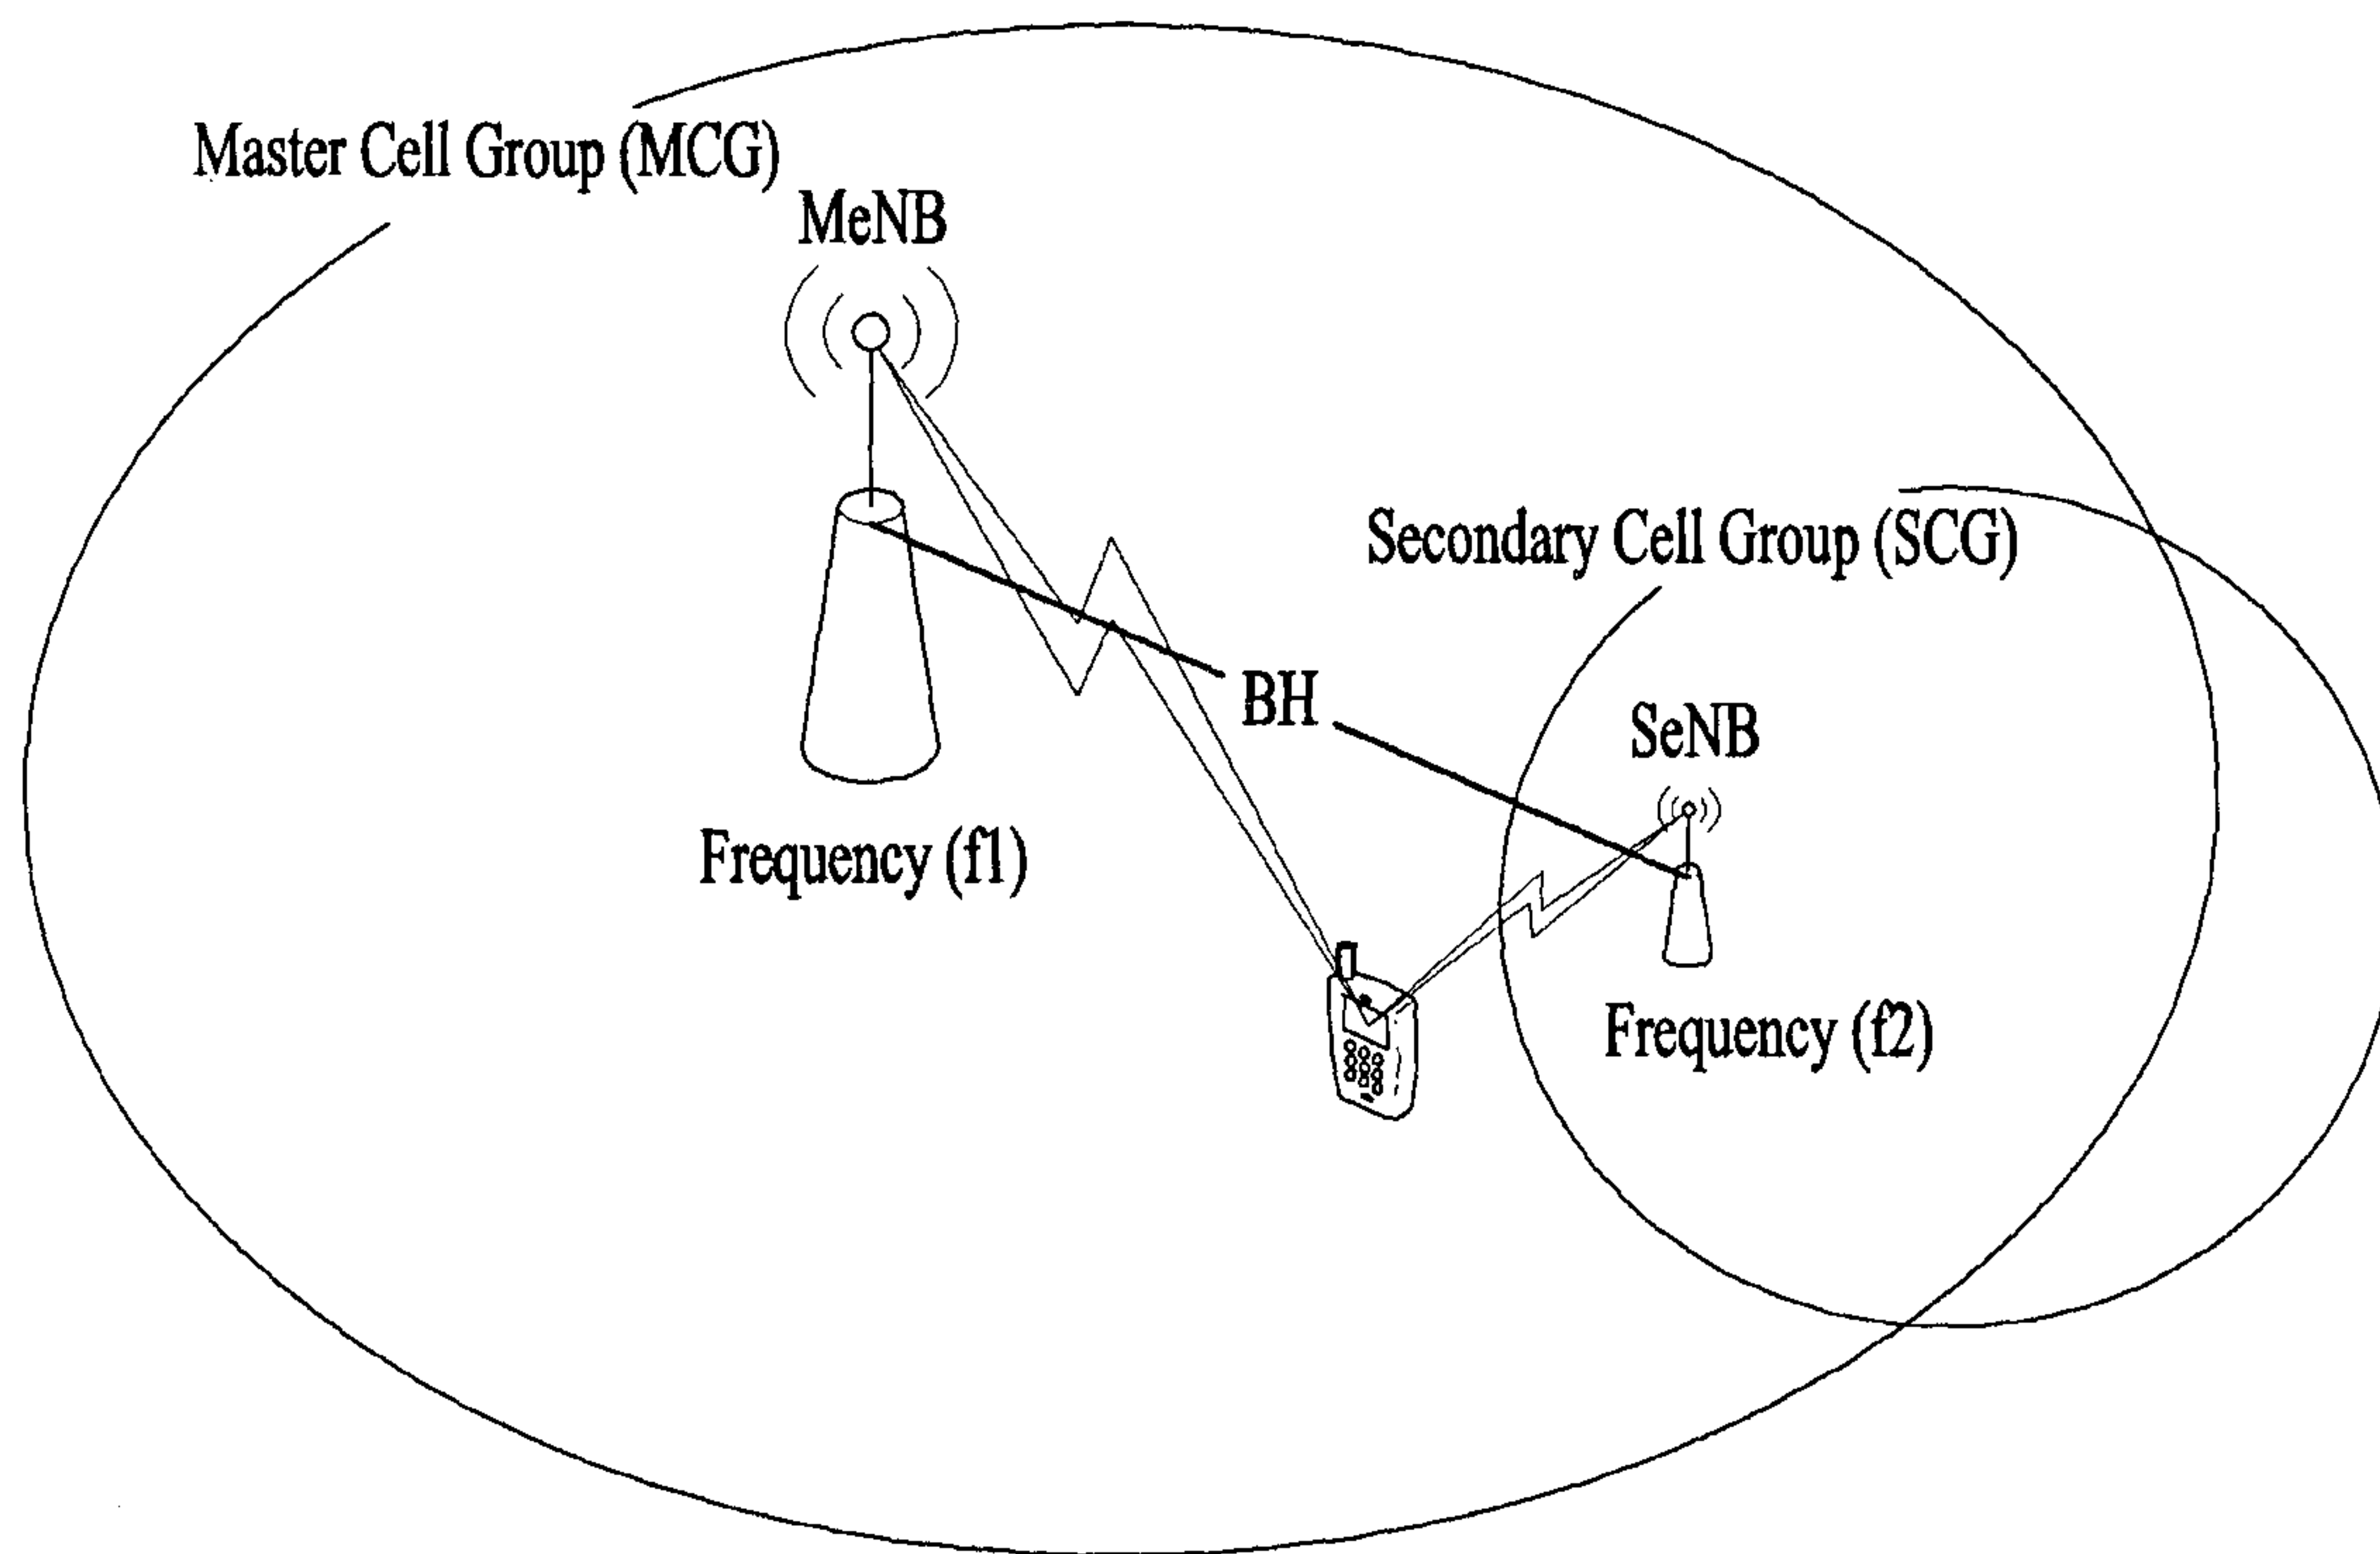 Master Cell Group (MCG)
MeNB
Secondary Cell Group (SCG)
BH
SeNB
Frequency (f1)
Frequency (f2)